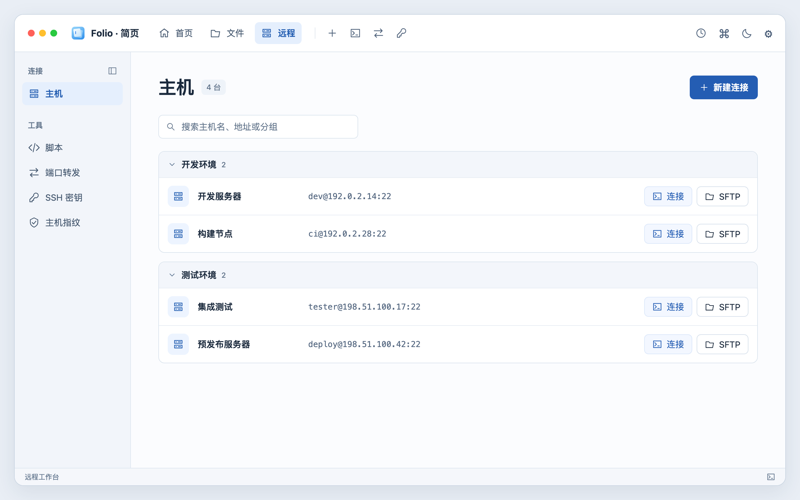 Folio · 简页
首页
文件
远程
连接
主机
工具
脚本
端口转发
SSH 密钥
主机指纹
主机
4 台
新建连接
搜索主机名、地址或分组
开发环境 2
开发服务器 dev@192.0.2.14:22 连接 SFTP
构建节点 ci@192.0.2.28:22 连接 SFTP
测试环境 2
集成测试 tester@198.51.100.17:22 连接 SFTP
预发布服务器 deploy@198.51.100.42:22 连接 SFTP
远程工作台